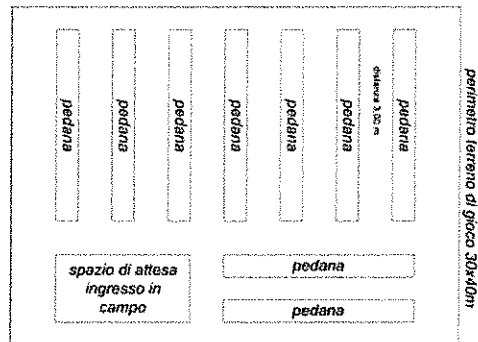 pedana
pedana
pedana
pedana
pedana
pedana
distanza 3,00 m
pedana
perimetro terreno di gioco 30x40m
spazio di attesa
ingresso in
campo
pedana
pedana